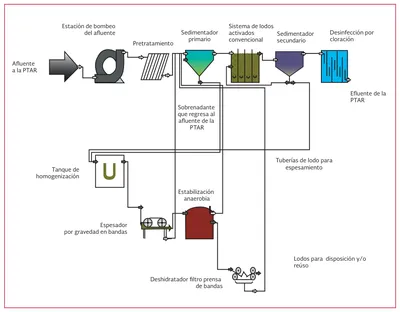 Estación de bombeo
del afluente
Pretratamiento
Sedimentador
primario
Sistema de lodos
activados
convencional
Sedimentador
secundario
Desinfección por
cloración
Afluente
a la PTAR
Efluente de la
PTAR
Sobrenadante
que regresa al
afluente de la
PTAR
Tanque de
homogenización
Tuberías de lodo para
espesamiento
Estabilización
anaerobia
Espesador
por gravedad en bandas
Lodos para disposición y/o
reúso
Deshidratador filtro prensa
de bandas